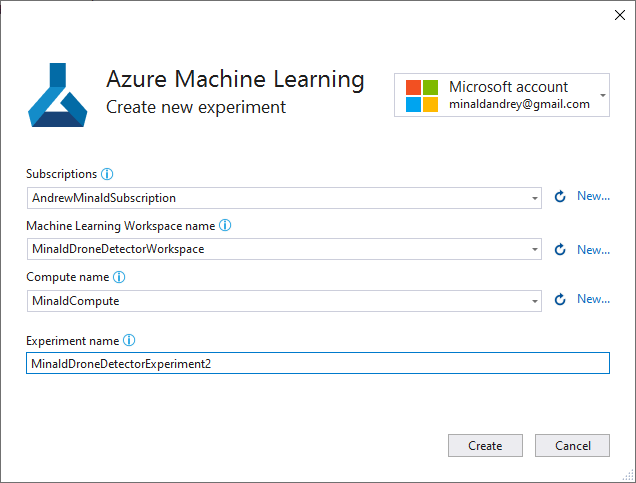 Azure Machine Learning
Create new experiment
Microsoft account
minaldandrey@gmail.com
Subscriptions
AndrewMinaldSubscription
New...
Machine Learning Workspace name
MinaldDroneDetectorWorkspace
New...
Compute name
MinaldCompute
New...
Experiment name
MinaldDroneDetectorExperiment2
Create
Cancel